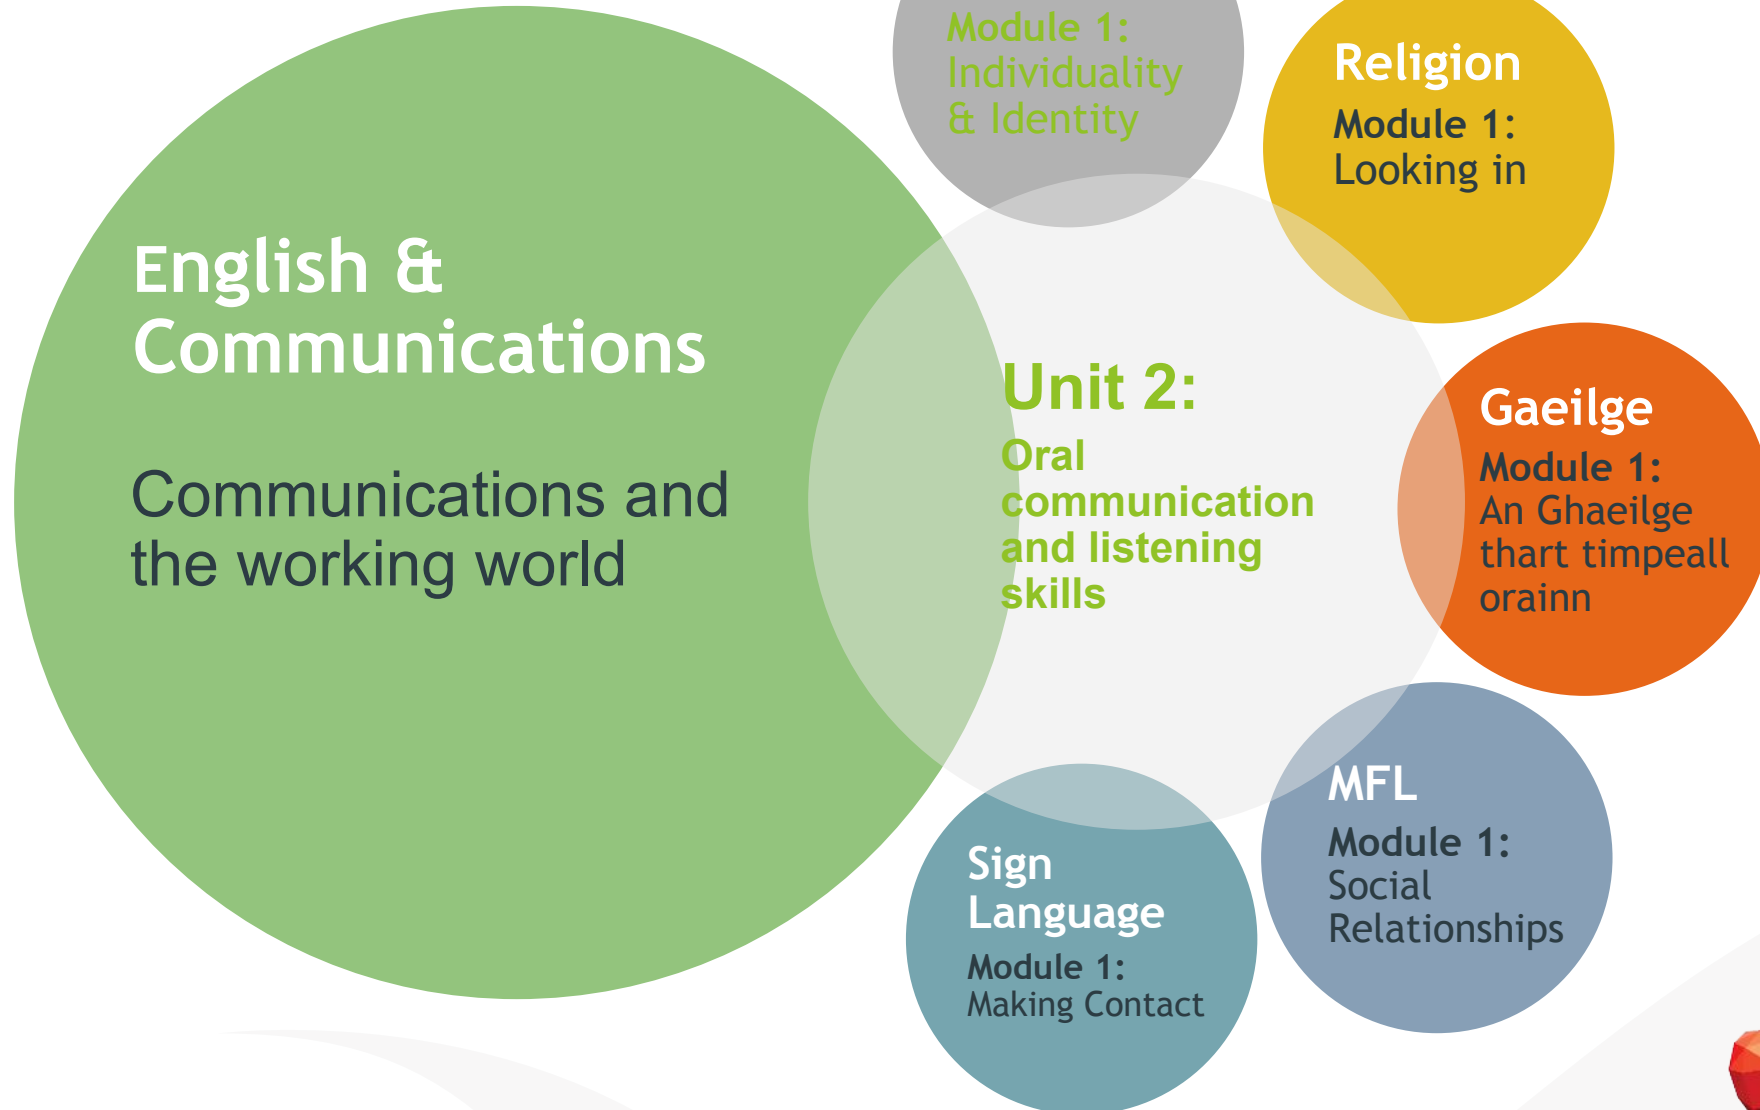 English &
Communications
Communications and
the working world
Unit 2:
Oral
communication
and listening
skills
Module 1:
Individuality
& Identity
Religion
Module 1:
Looking in
Gaeilge
Module 1:
An Ghaeilge
thart timpeall
orainn
MFL
Module 1:
Social
Relationships
Sign
Language
Module 1:
Making Contact